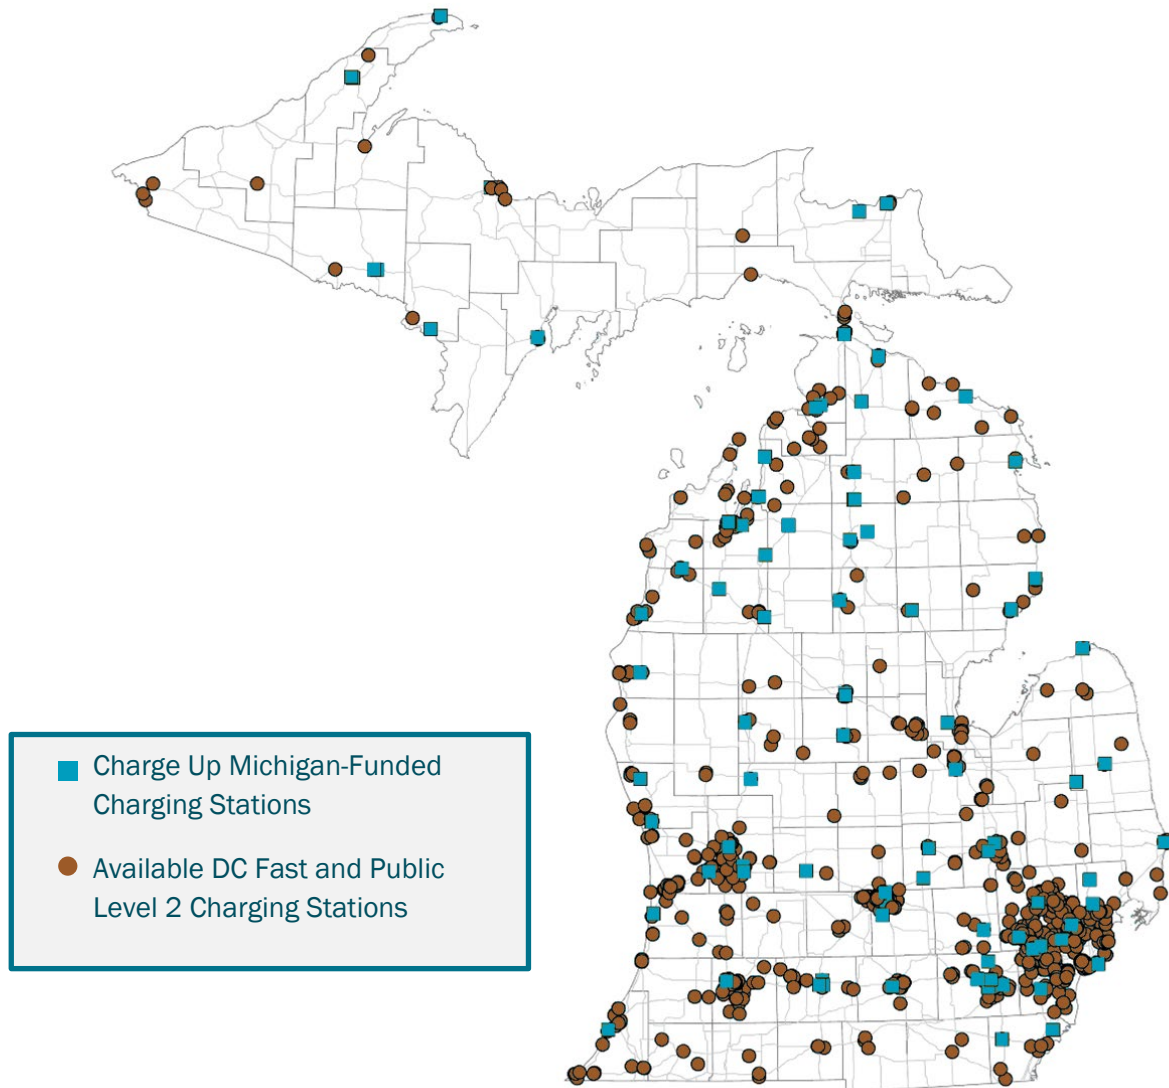 Charge Up Michigan-Funded
Charging Stations
Available DC Fast and Public
Level 2 Charging Stations